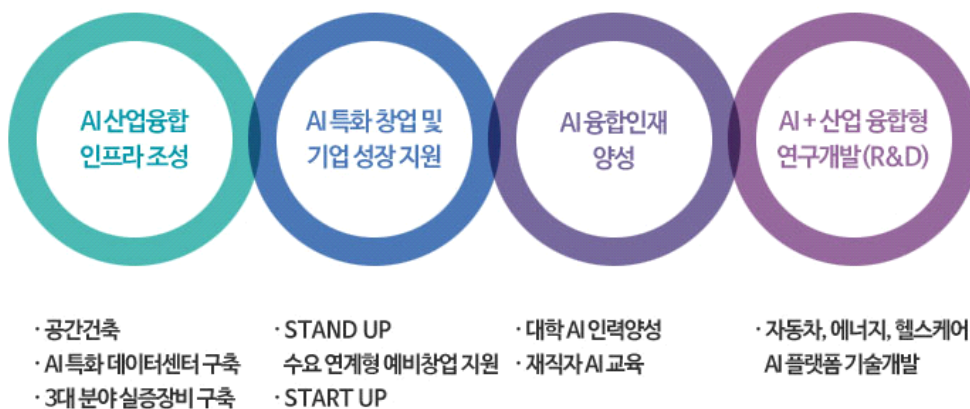 AI 산업융합
인프라 조성
AI 특화 창업 및
기업 성장 지원
AI 융합인재
양성
AI + 산업 융합형
연구개발(R&D)
· 공간건축
· AI 특화 데이터센터 구축
· 3대 분야 실증장비 구축
· STAND UP
수요 연계형 예비창업 지원
· START UP
· 대학 AI 인력양성
· 재직자 AI 교육
· 자동차, 에너지, 헬스케어
AI 플랫폼 기술개발